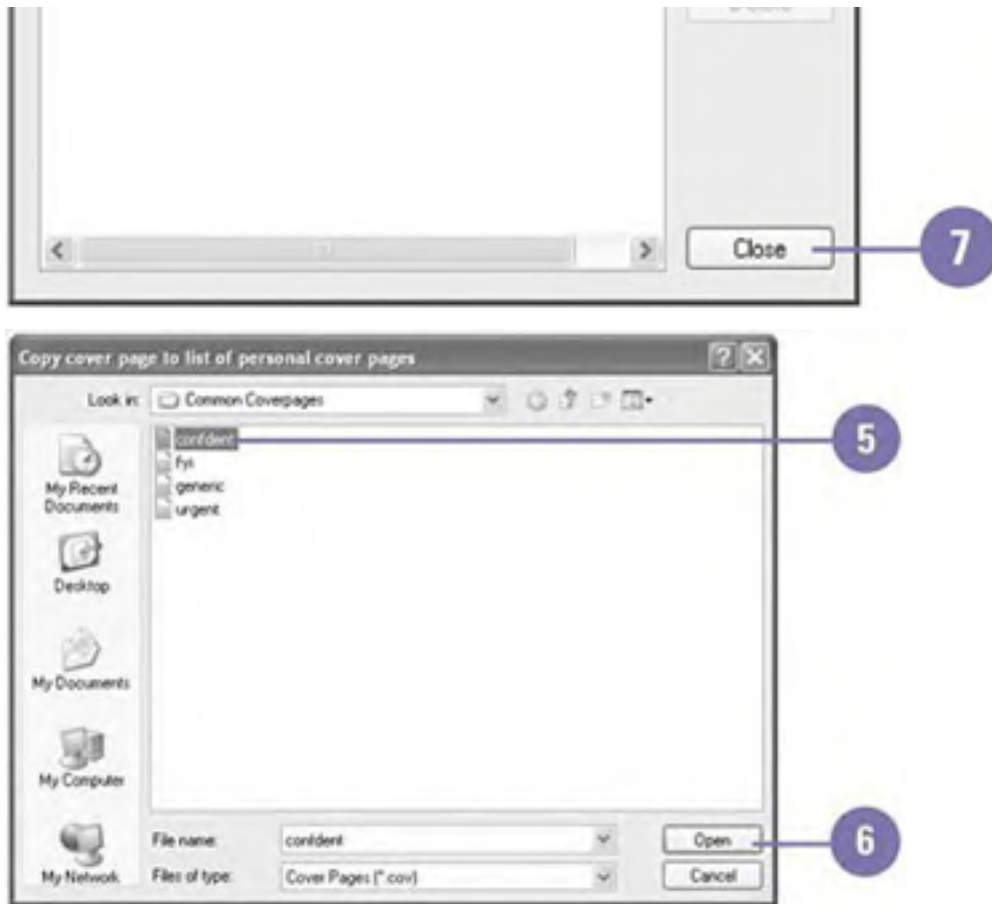 Close
7
Copy cover page to list of personal cover pages
Look in:
Common Coverpages
confdent
fyi
generic
urgent
5
My Recent
Documents
Desktop
My Documents
My Computer
My Network
File name:
confdent
Open
6
Files of type:
Cover Pages (*.cov)
Cancel